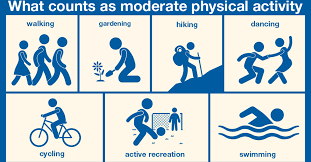 What counts as moderate physical activity
walking
gardening
hiking
dancing
cycling
active recreation
swimming